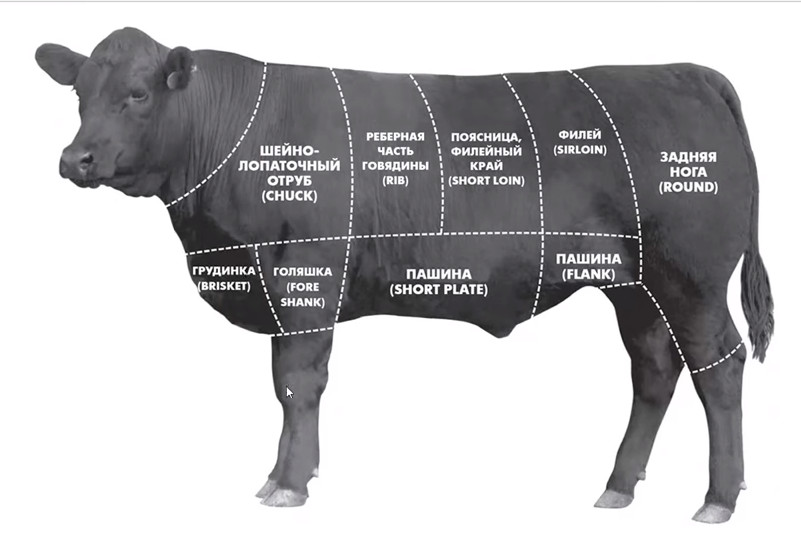 ШЕЙНО-
ЛОПАТОЧНЫЙ
ОТРУБ
(CHUCK)
РЕБЕРНАЯ
ЧАСТЬ
ГОВЯДИНЫ
(RIB)
ПОЯСНИЦА,
ФИЛЕЙНЫЙ
КРАЙ
(SHORT LOIN)
ФИЛЕЙ
(SIRLOIN)
ЗАДНЯЯ
НОГА
(ROUND)
ГРУДИНКА
(BRISKET)
ГОЛЯШКА
(FORE
SHANK)
ПАШИНА
(SHORT PLATE)
ПАШИНА
(FLANK)